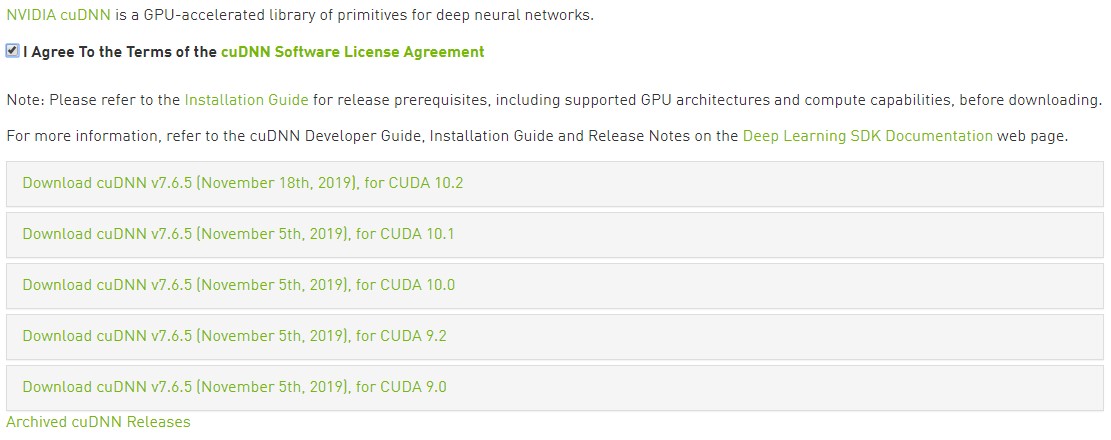 NVIDIA cuDNN is a GPU-accelerated library of primitives for deep neural networks.
I Agree To the Terms of the cuDNN Software License Agreement
Note: Please refer to the Installation Guide for release prerequisites, including supported GPU architectures and compute capabilities, before downloading.
For more information, refer to the cuDNN Developer Guide, Installation Guide and Release Notes on the Deep Learning SDK Documentation web page.
Download cuDNN v7.6.5 (November 18th, 2019), for CUDA 10.2
Download cuDNN v7.6.5 (November 5th, 2019), for CUDA 10.1
Download cuDNN v7.6.5 (November 5th, 2019), for CUDA 10.0
Download cuDNN v7.6.5 (November 5th, 2019), for CUDA 9.2
Download cuDNN v7.6.5 (November 5th, 2019), for CUDA 9.0
Archived cuDNN Releases